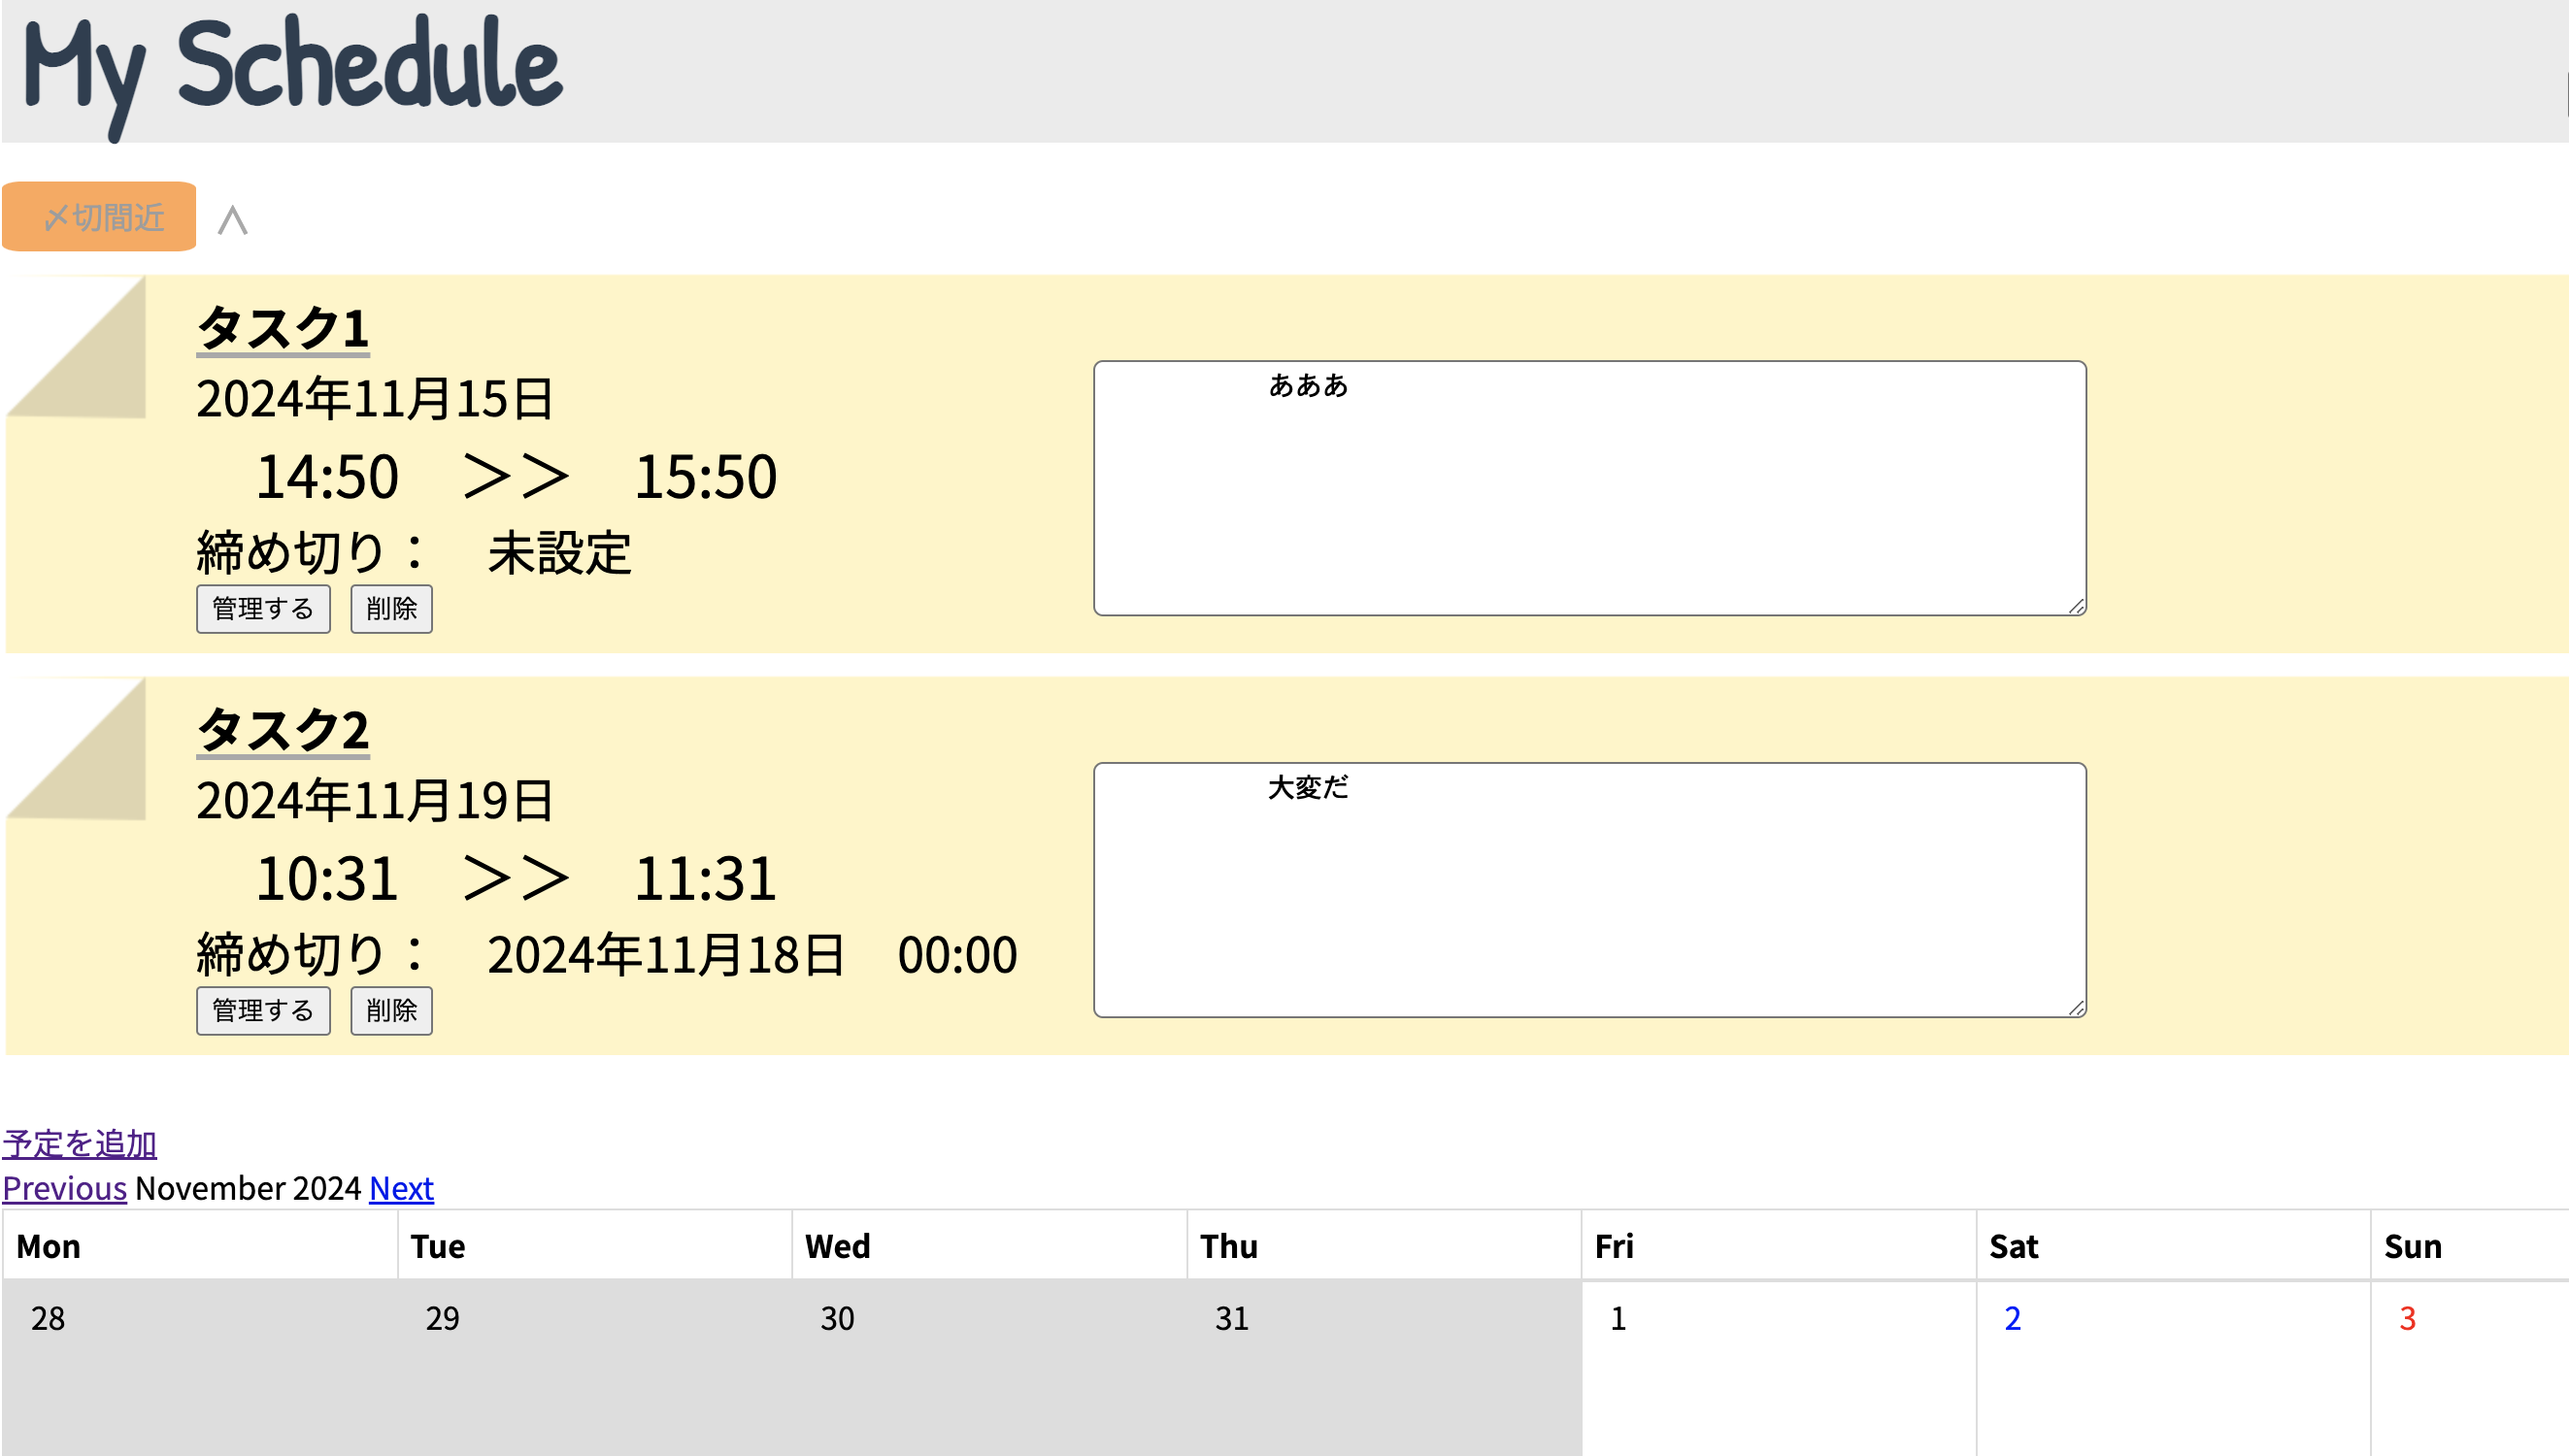 My Schedule
〆切間近 ∧
タスク1
2024年11月15日
14:50 >> 15:50
締め切り： 未設定
管理する 削除
あああ
タスク2
2024年11月19日
10:31 >> 11:31
締め切り： 2024年11月18日 00:00
管理する 削除
大変だ
予定を追加
Previous November 2024 Next
Mon Tue Wed Thu Fri Sat Sun
28 29 30 31 1 2 3